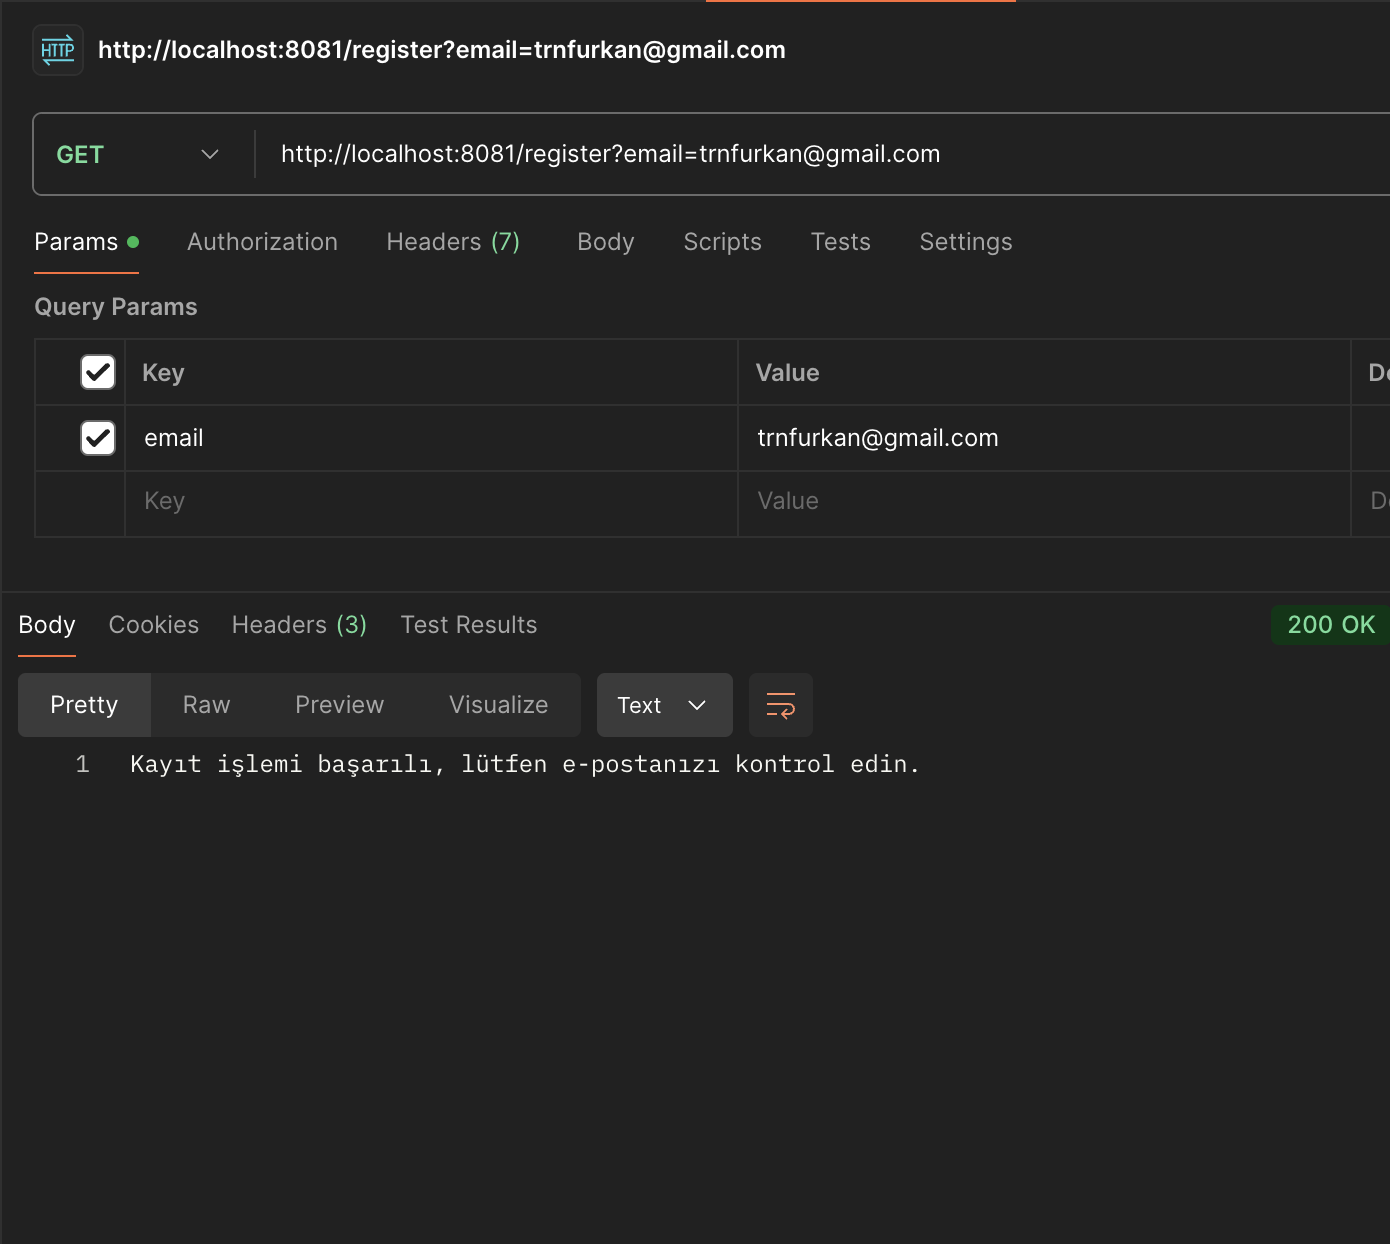 HTTP http://localhost:8081/register?email=trnfurkan@gmail.com
GET http://localhost:8081/register?email=trnfurkan@gmail.com
Params Authorization Headers (7) Body Scripts Tests Settings
Query Params
Key Value De
email trnfurkan@gmail.com
Key Value De
Body Cookies Headers (3) Test Results 200 OK
Pretty Raw Preview Visualize Text
1 Kayıt işlemi başarılı, lütfen e-postanızı kontrol edin.